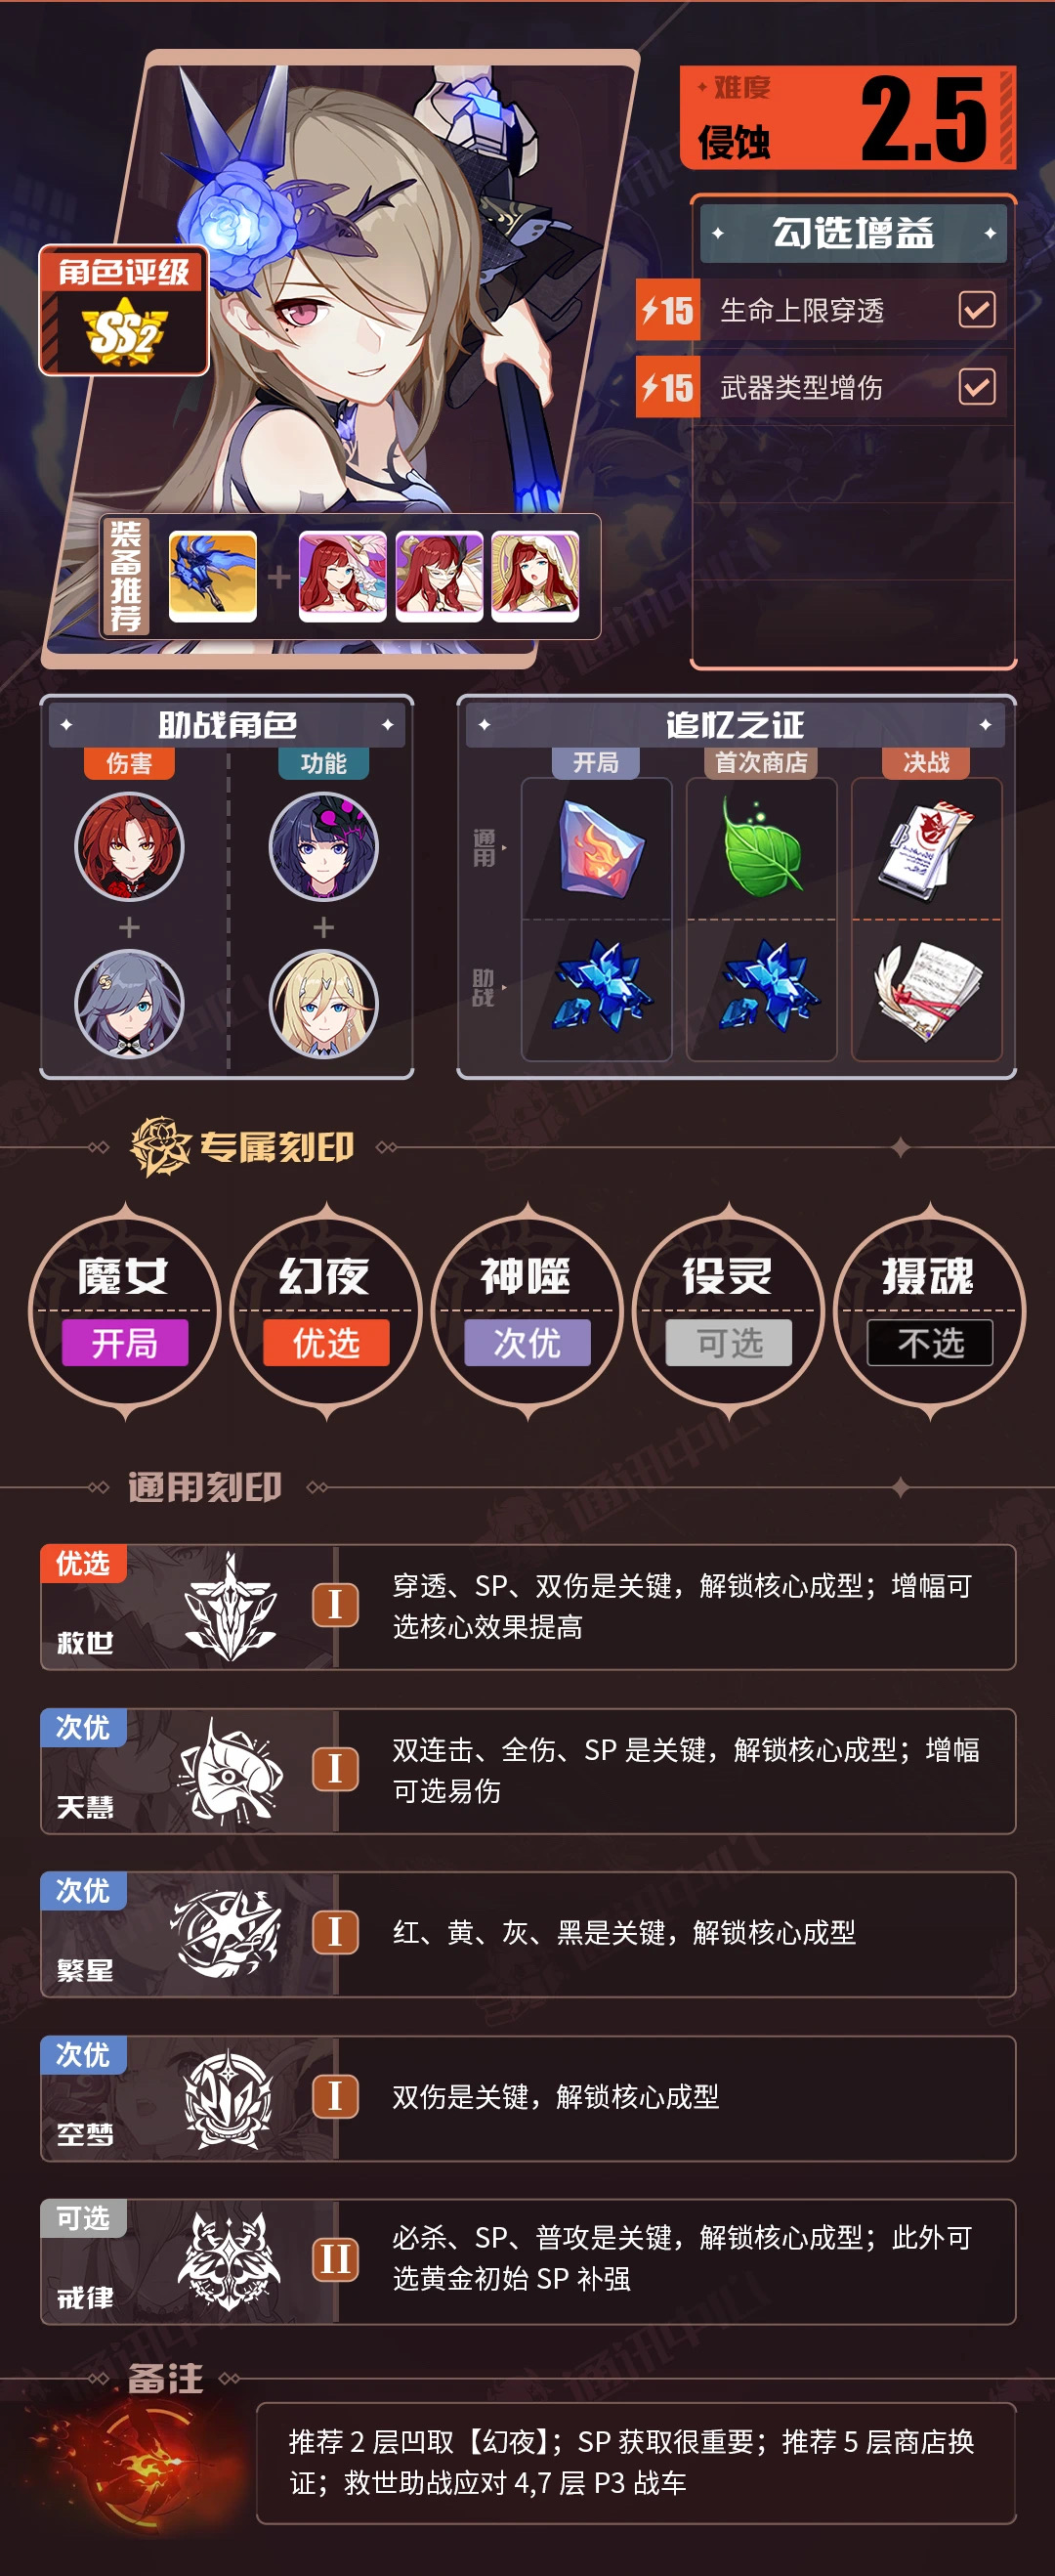 难度
侵蚀
2.5
勾选增益
15 生命上限穿透
15 武器类型增伤
角色评级
SS2
装备推荐
助战角色
伤害
功能
追忆之证
开局
首次商店
决战
通用
助战
专属刻印
魔女
开局
幻夜
优选
神噬
次优
役灵
可选
摄魂
不选
通用刻印
优选
救世
I
穿透、SP、双伤是关键，解锁核心成型；增幅可
选核心效果提高
次优
天慧
I
双连击、全伤、SP 是关键，解锁核心成型；增幅
可选易伤
次优
繁星
I
红、黄、灰、黑是关键，解锁核心成型
次优
空梦
I
双伤是关键，解锁核心成型
可选
戒律
II
必杀、SP、普攻是关键，解锁核心成型；此外可
选黄金初始 SP 补强
备注
推荐 2 层凹取【幻夜】；SP 获取很重要；推荐 5 层商店换
证；救世助战应对 4,7 层 P3 战车
通讯中心